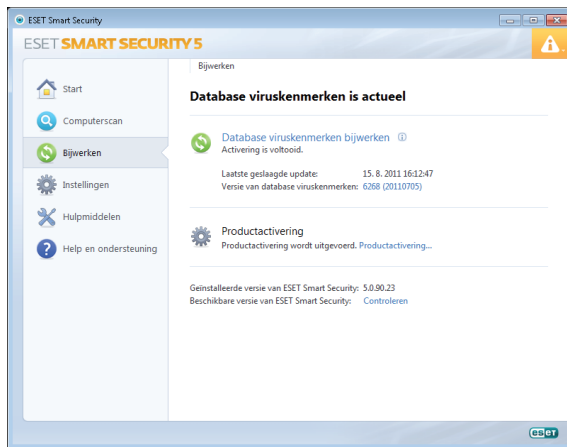 ESET Smart Security
ESET SMART SECURITY 5
Bijwerken
Start
Computerscan
Bijwerken
Instellingen
Hulpmiddelen
Help en ondersteuning
Database viruskenmerken is actueel
Database viruskenmerken bijwerken
Activering is voltooid.
Laatste geslaagde update: 15. 8. 2011 16:12:47
Versie van database viruskenmerken: 6268 (20110705)
Productactivering
Productactivering wordt uitgevoerd. Productactivering...
Geïnstalleerde versie van ESET Smart Security: 5.0.90.23
Beschikbare versie van ESET Smart Security: Controleren
eseT